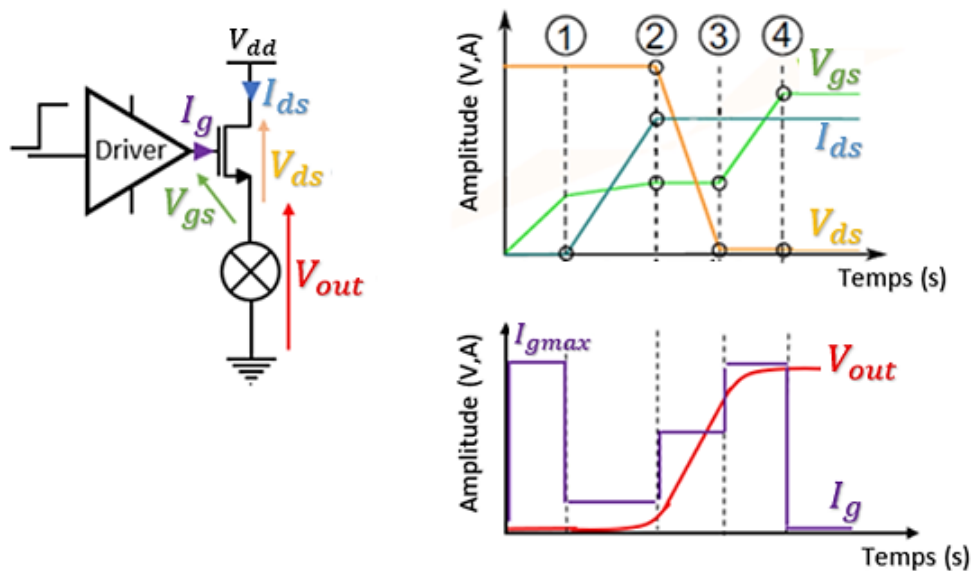 V_dd
I_ds
I_g
Driver
V_gs
V_ds
V_out
Amplitude (V,A)
① ② ③ ④
V_gs
I_ds
V_ds
Temps (s)
Amplitude (V,A)
I_gmax
V_out
I_g
Temps (s)